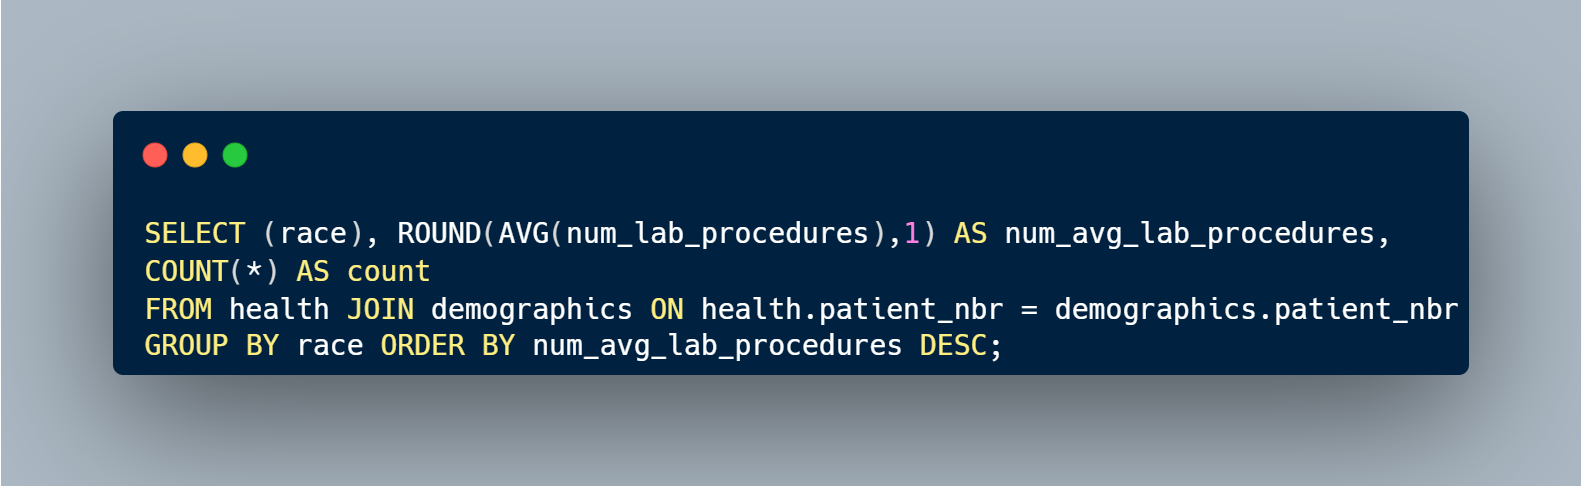 SELECT (race), ROUND(AVG(num_lab_procedures),1) AS num_avg_lab_procedures,
COUNT(*) AS count
FROM health JOIN demographics ON health.patient_nbr = demographics.patient_nbr
GROUP BY race ORDER BY num_avg_lab_procedures DESC;